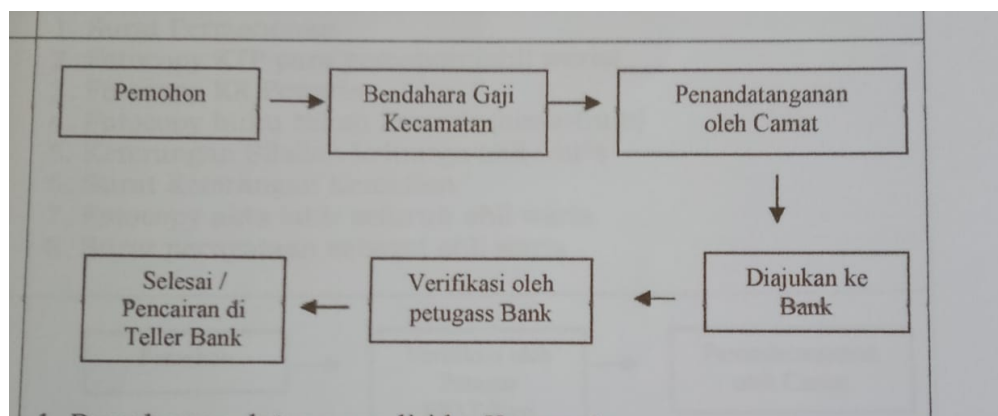 Pemohon
Bendahara Gaji
Kecamatan
Penandatanganan
oleh Camat
Diajukan ke
Bank
Verifikasi oleh
petugass Bank
Selesai /
Pencairan di
Teller Bank